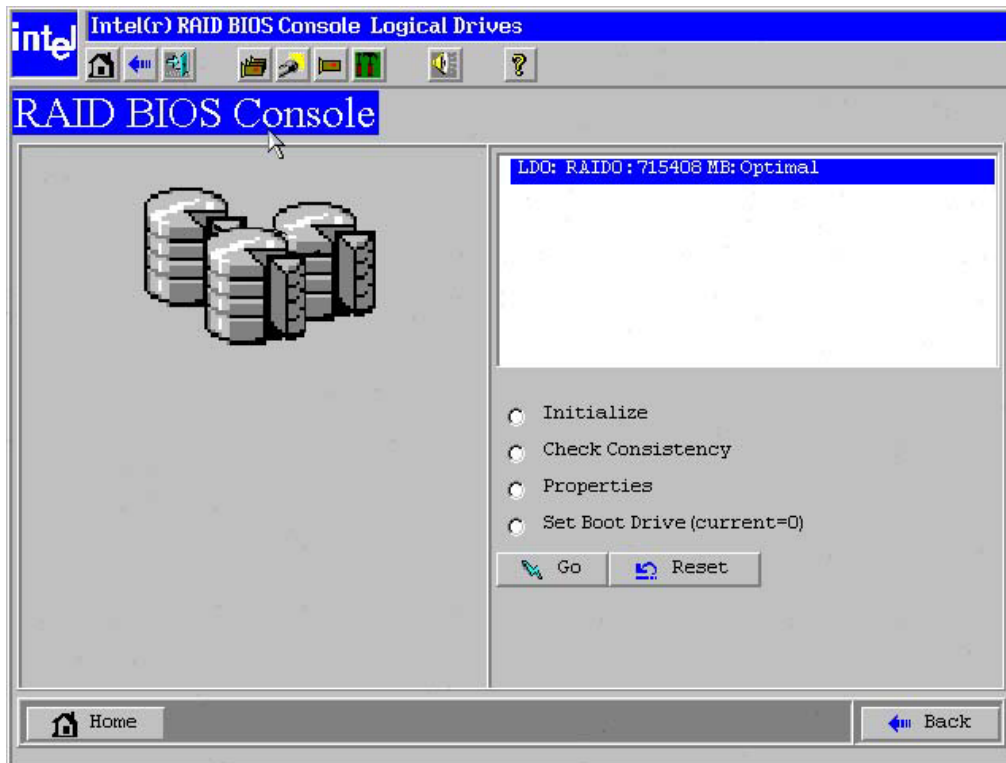 intel
Intel(r) RAID BIOS Console Logical Drives
RAID BIOS Console
LD0: RAID0: 715408 MB: Optimal
Initialize
Check Consistency
Properties
Set Boot Drive (current=0)
Go
Reset
Home
Back